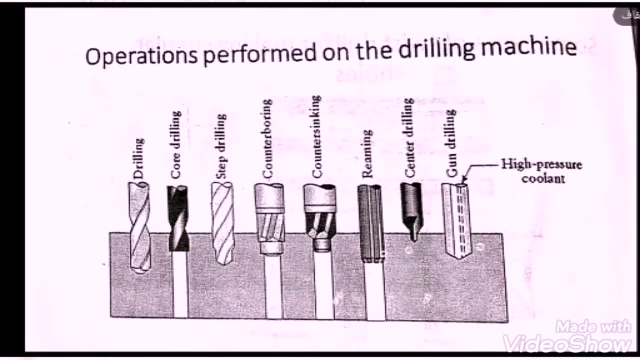 Operations performed on the drilling machine
Drilling
Core drilling
Step drilling
Counterboring
Countersinking
Reaming
Center drilling
Gun drilling
High-pressure
coolant
Made with
VideoShow